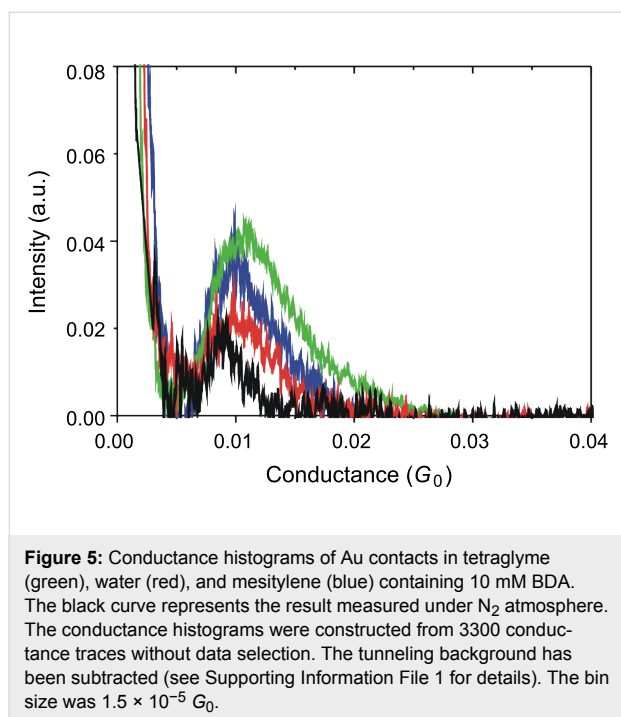 0.08
0.06
0.04
0.02
0.00
Intensity (a.u.)
0.00 0.01 0.02 0.03 0.04
Conductance (G0)
Figure 5: Conductance histograms of Au contacts in tetraglyme
(green), water (red), and mesitylene (blue) containing 10 mM BDA.
The black curve represents the result measured under N2 atmosphere.
The conductance histograms were constructed from 3300 conduc-
tance traces without data selection. The tunneling background has
been subtracted (see Supporting Information File 1 for details). The bin
size was 1.5 × 10−5 G0.